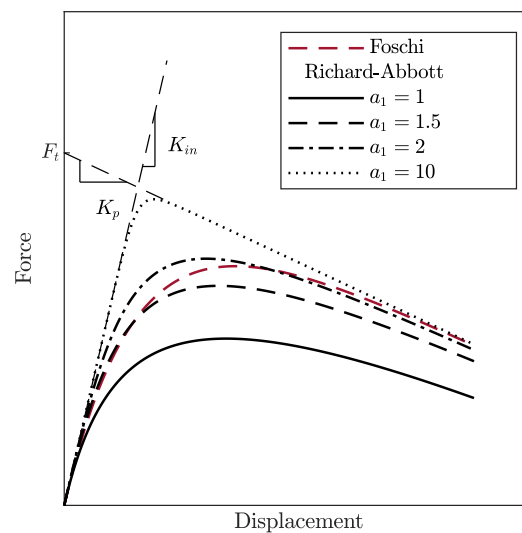 Foschi
Richard-Abbott
a₁ = 1
a₁ = 1.5
a₁ = 2
a₁ = 10
K_in
F_t
K_p
Force
Displacement